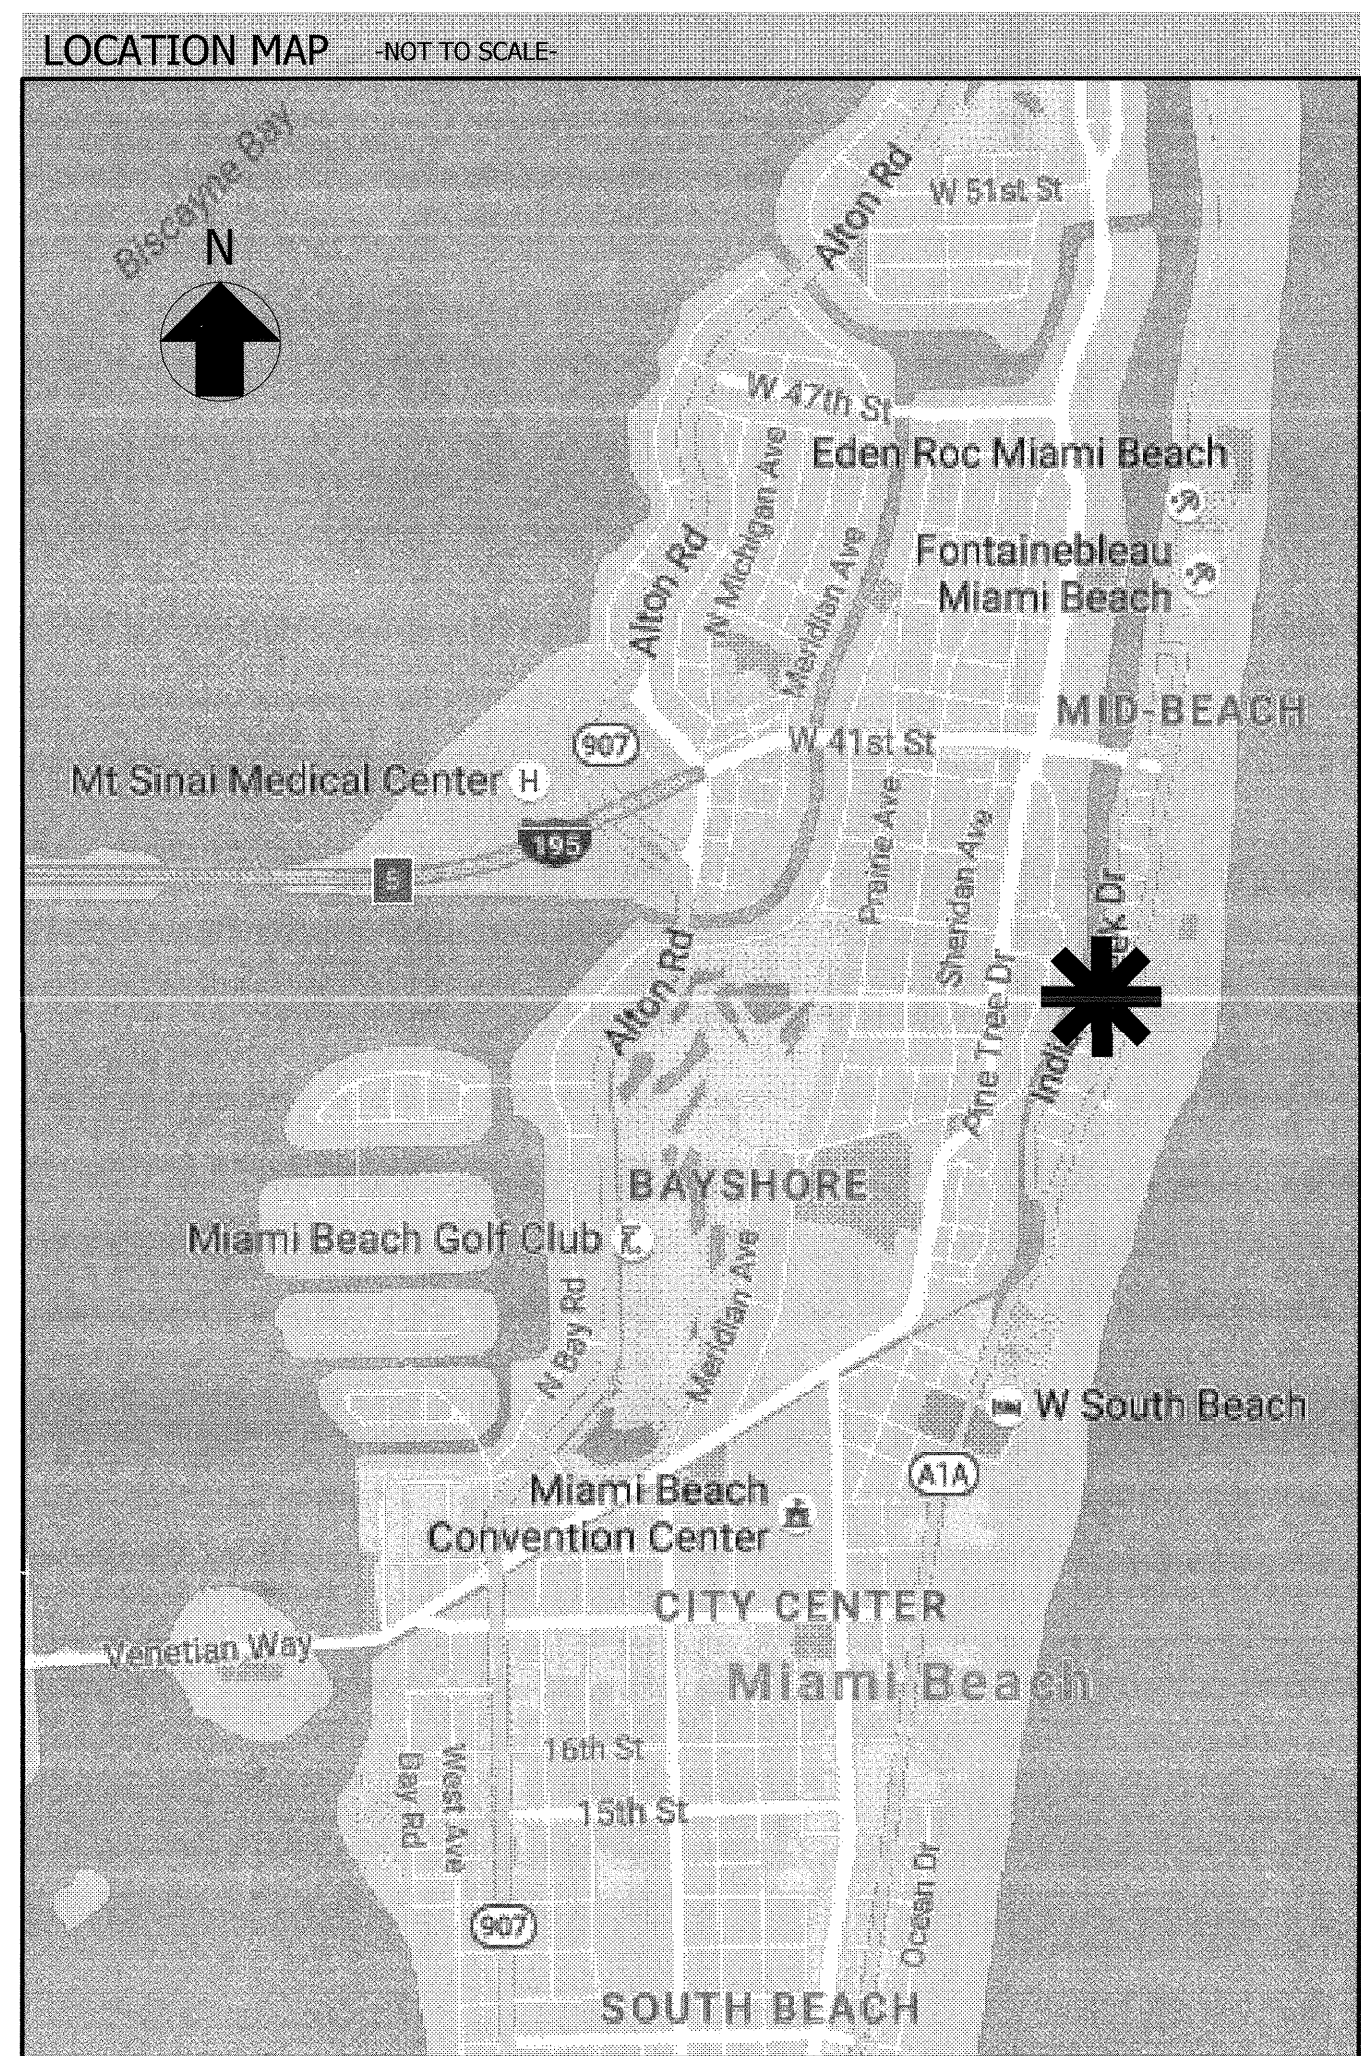 LOCATION MAP -NOT TO SCALE-
Biscayne Bay
N
Alton Rd
W 51st St
W 47th St
Eden Roc Miami Beach
N Michigan Ave
Alton Rd
Meridian Ave
Fontainebleau
Miami Beach
MID-BEACH
907
W 41st St
Mt Sinai Medical Center H
195
5
Prairie Ave
Sheridan Ave
Pine Tree Dr
Alton Rd
BAYSHORE
Miami Beach Golf Club
Meridian Ave
N Bay Rd
W South Beach
A1A
Miami Beach
Convention Center
CITY CENTER
Venetian Way
Miami Beach
16th St
Bay Rd
West Ave
15th St
Ocean Dr
907
SOUTH BEACH